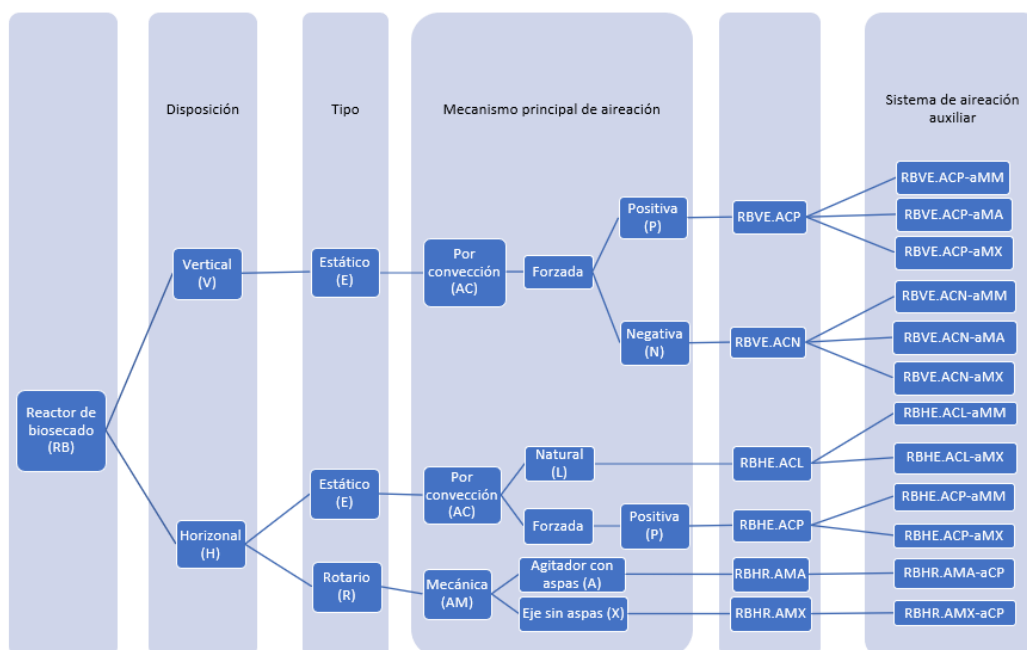 Disposición
Tipo
Mecanismo principal de aireación
Sistema de aireación
auxiliar
Reactor de
biosecado
(RB)
Vertical
(V)
Horizonal
(H)
Estático
(E)
Estático
(E)
Rotario
(R)
Por
convección
(AC)
Por
convección
(AC)
Mecánica
(AM)
Forzada
Positiva
(P)
Negativa
(N)
Natural
(L)
Forzada
Positiva
(P)
Agitador con
aspas (A)
Eje sin aspas (X)
RBVE.ACP
RBVE.ACN
RBHE.ACL
RBHE.ACP
RBHR.AMA
RBHR.AMX
RBVE.ACP-aMM
RBVE.ACP-aMA
RBVE.ACP-aMX
RBVE.ACN-aMM
RBVE.ACN-aMA
RBVE.ACN-aMX
RBHE.ACL-aMM
RBHE.ACL-aMX
RBHE.ACP-aMM
RBHE.ACP-aMX
RBHR.AMA-aCP
RBHR.AMX-aCP